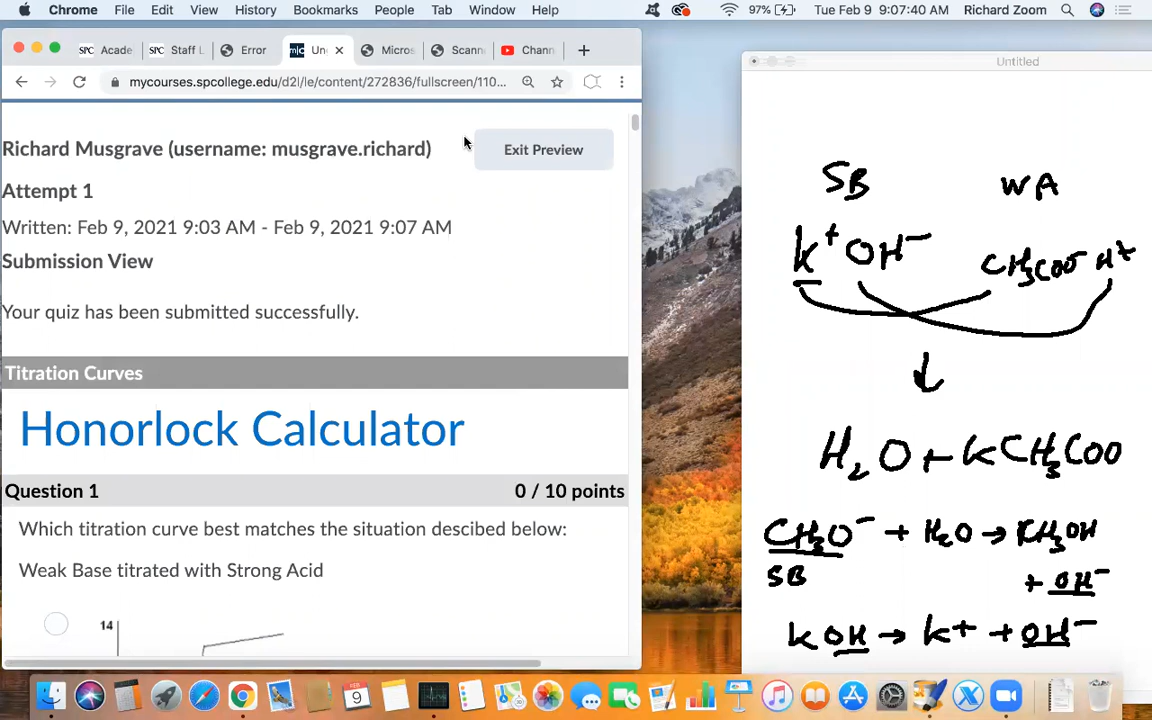 Chrome File Edit View History Bookmarks People Tab Window Help 97% Tue Feb 9 9:07:40 AM Richard Zoom
SPC Acade SPC Staff L Error Un Micros Scann Chann
mycourses.spcollege.edu/d2l/le/content/272836/fullscreen/110...
Richard Musgrave (username: musgrave.richard)
Exit Preview
Attempt 1
Written: Feb 9, 2021 9:03 AM - Feb 9, 2021 9:07 AM
Submission View
Your quiz has been submitted successfully.
Titration Curves
Honorlock Calculator
Question 1 0 / 10 points
Which titration curve best matches the situation descibed below:
Weak Base titrated with Strong Acid
14
Untitled
SB WA
K+ OH- CH3COO- H+
H2O + KCH3COO
CH3O- + H2O → CH3OH
SB + OH-
KOH → K+ + OH-
FEB
9